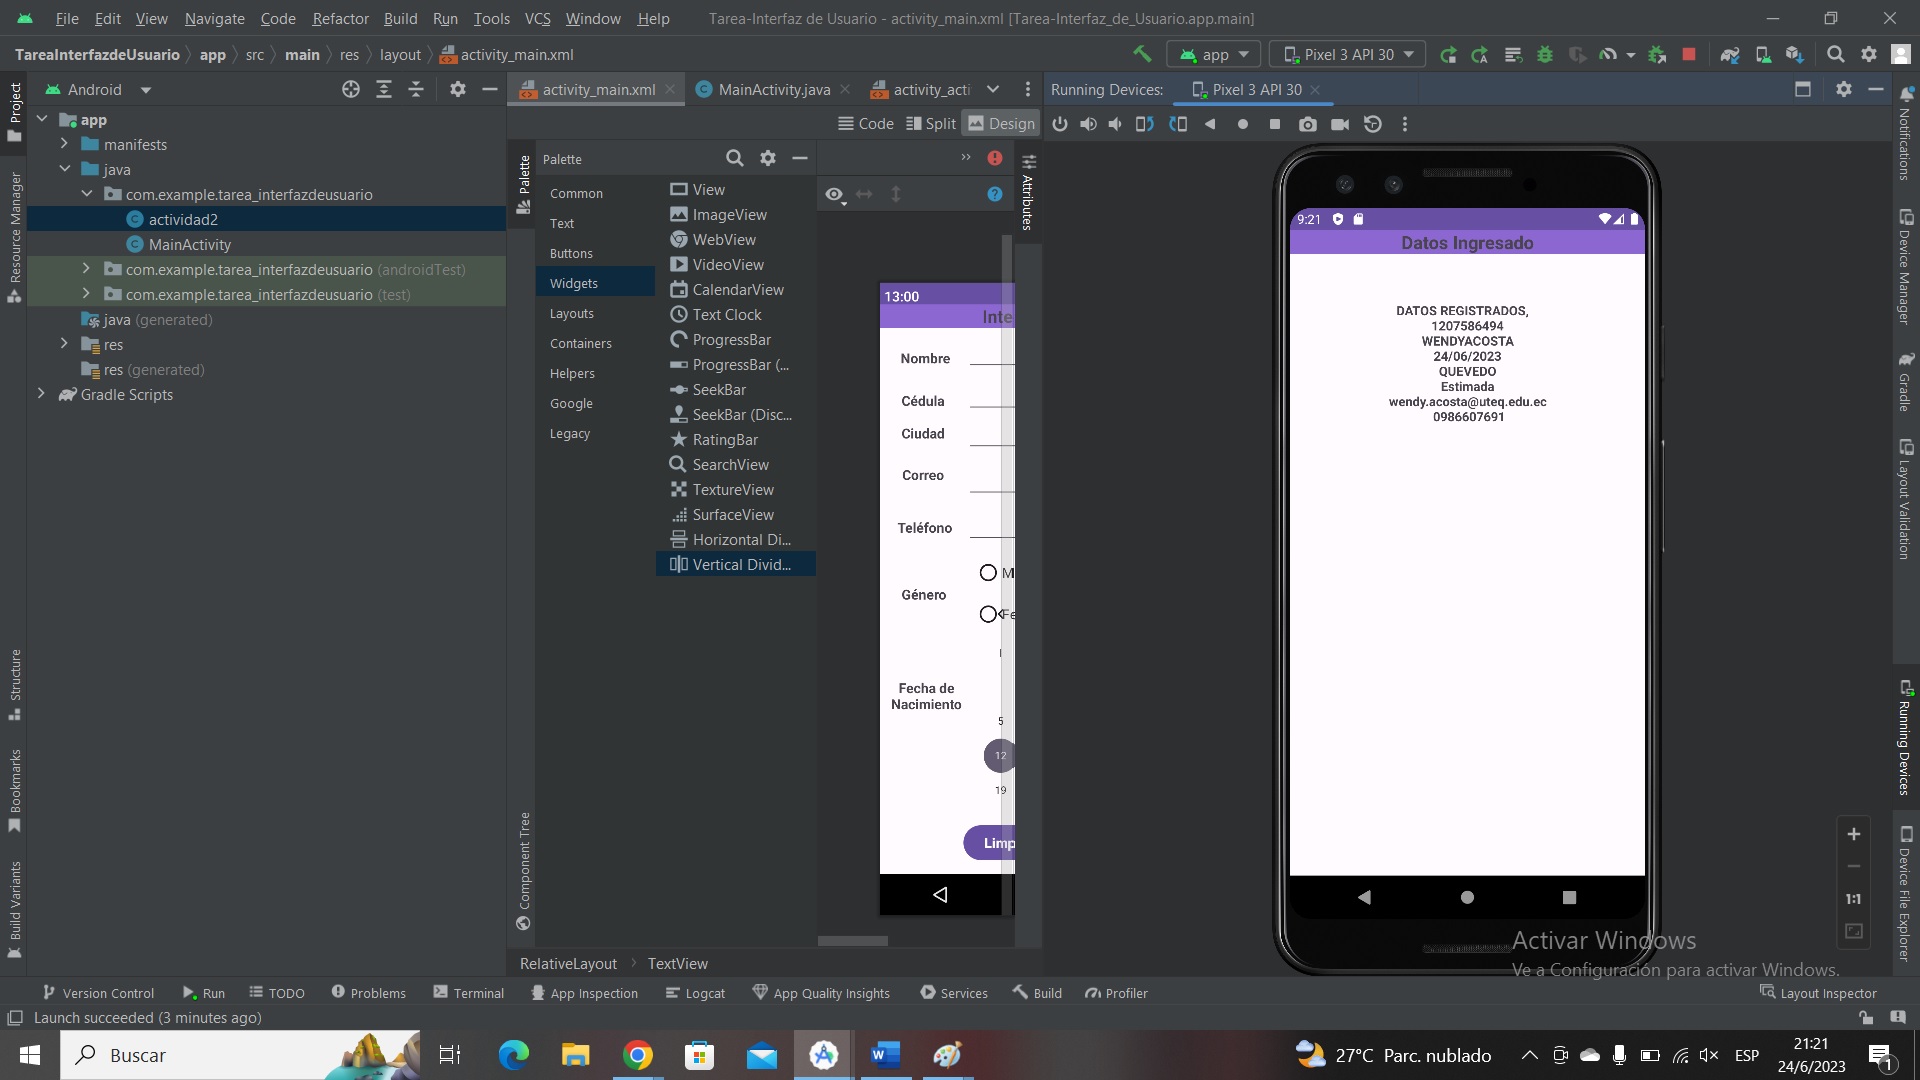 File Edit View Navigate Code Refactor Build Run Tools VCS Window Help Tarea-Interfaz de Usuario - activity_main.xml [Tarea-Interfaz_de_Usuario.app.main]
TareaInterfazdeUsuario app src main res layout activity_main.xml app Pixel 3 API 30
Project
Android
activity_main.xml MainActivity.java activity_acti
Running Devices: Pixel 3 API 30
Code Split Design
app
manifests
java
com.example.tarea_interfazdeusuario
actividad2
MainActivity
com.example.tarea_interfazdeusuario (androidTest)
com.example.tarea_interfazdeusuario (test)
java (generated)
res
res (generated)
Gradle Scripts
Resource Manager
Structure
Bookmarks
Build Variants
Palette
Component Tree
Palette
Common
Text
Buttons
Widgets
Layouts
Containers
Helpers
Google
Legacy
View
ImageView
WebView
VideoView
CalendarView
Text Clock
ProgressBar
ProgressBar (...
SeekBar
SeekBar (Disc...
RatingBar
SearchView
TextureView
SurfaceView
Horizontal Di...
Vertical Divid...
Attributes
13:00
Inte
Nombre
Cédula
Ciudad
Correo
Teléfono
M
Género
Fe
Fecha de
Nacimiento
5
12
19
Limp
9:21
Datos Ingresado
DATOS REGISTRADOS,
1207586494
WENDYACOSTA
24/06/2023
QUEVEDO
Estimada
wendy.acosta@uteq.edu.ec
0986607691
1:1
Notifications
Device Manager
Gradle
Layout Validation
Running Devices
Device File Explorer
Activar Windows
Ve a Configuración para activar Windows.
RelativeLayout TextView
Version Control Run TODO Problems Terminal App Inspection Logcat App Quality Insights Services Build Profiler Layout Inspector
Launch succeeded (3 minutes ago)
Buscar
27°C Parc. nublado ESP 21:21
24/6/2023
1